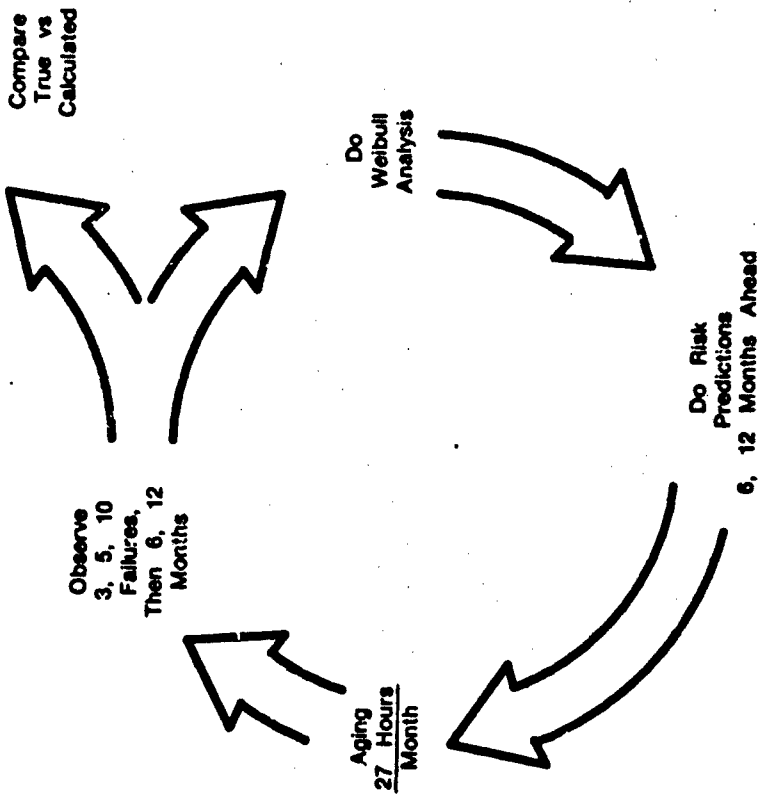 Compare
True vs
Calculated
Do
Weibull
Analysis
Do Risk
Predictions
6, 12 Months Ahead
Aging
27 Hours
Month
Observe
3, 5, 10
Failures,
Then 6, 12
Months